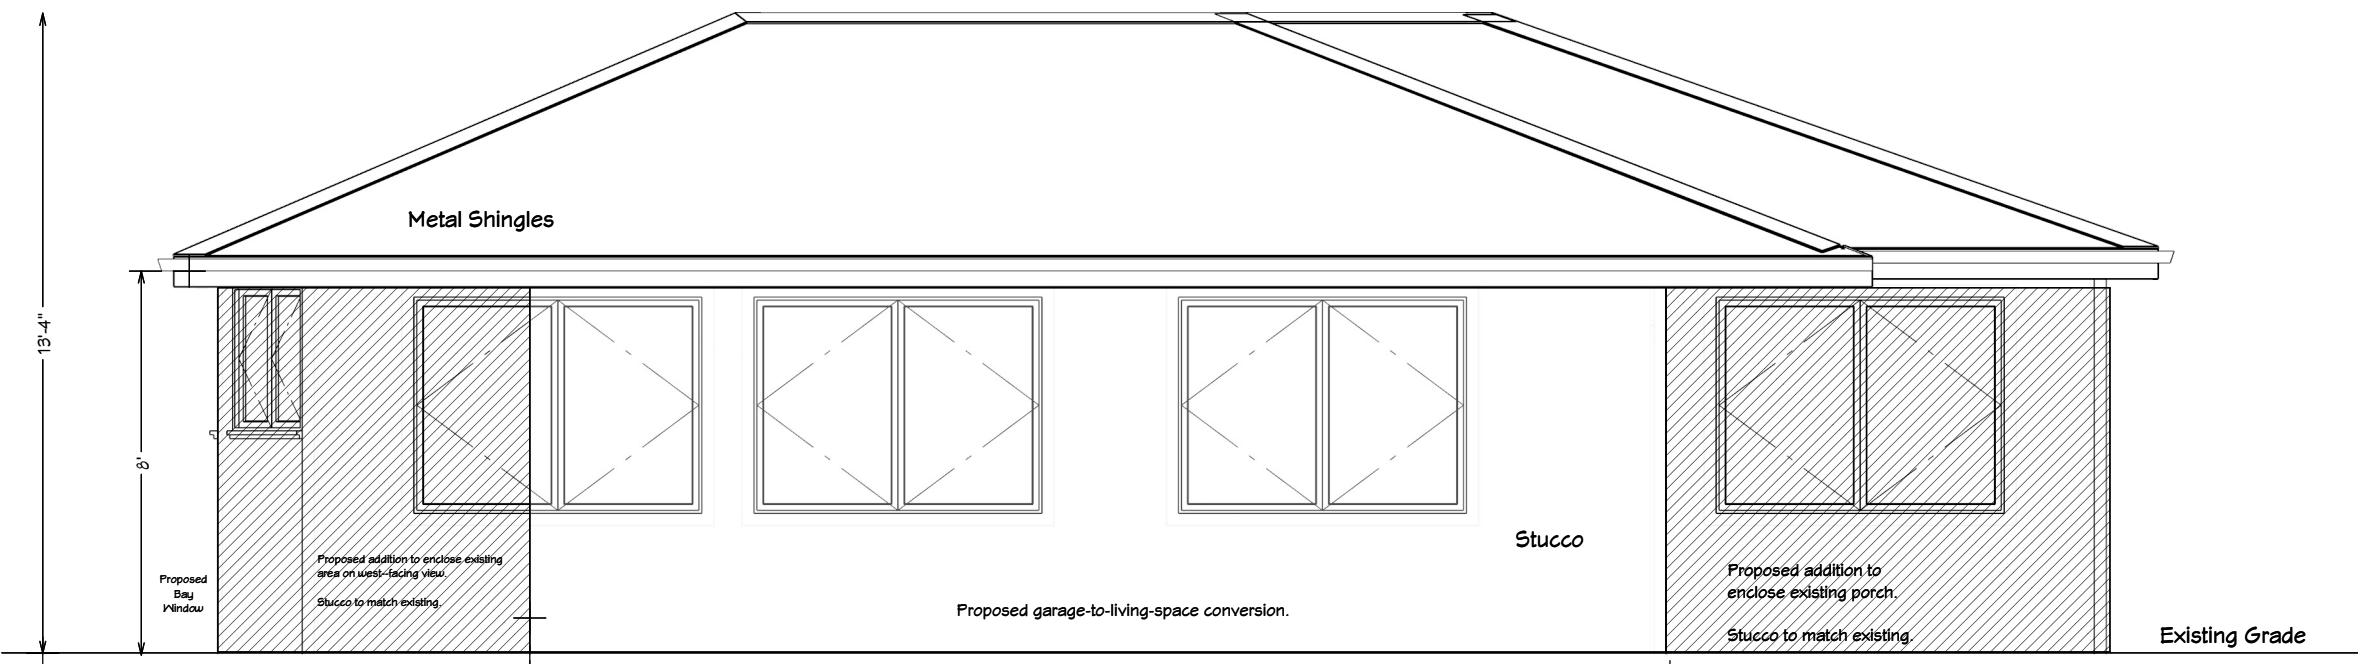 Metal Shingles
13'-4"
8'
Stucco
Proposed addition to enclose existing
area on west--facing view.
Stucco to match existing.
Proposed
Bay
Window
Proposed garage-to-living-space conversion.
Proposed addition to
enclose existing porch.
Stucco to match existing.
Existing Grade